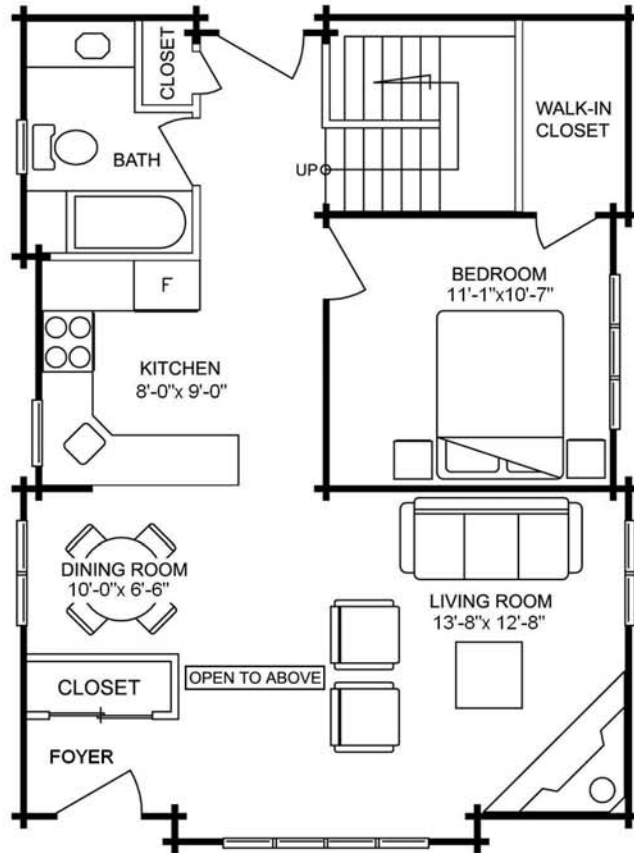 CLOSET
WALK-IN
CLOSET
BATH
UP
BEDROOM
11'-1"x10'-7"
F
KITCHEN
8'-0"x 9'-0"
DINING ROOM
10'-0"x 6'-6"
LIVING ROOM
13'-8"x 12'-8"
CLOSET
OPEN TO ABOVE
FOYER